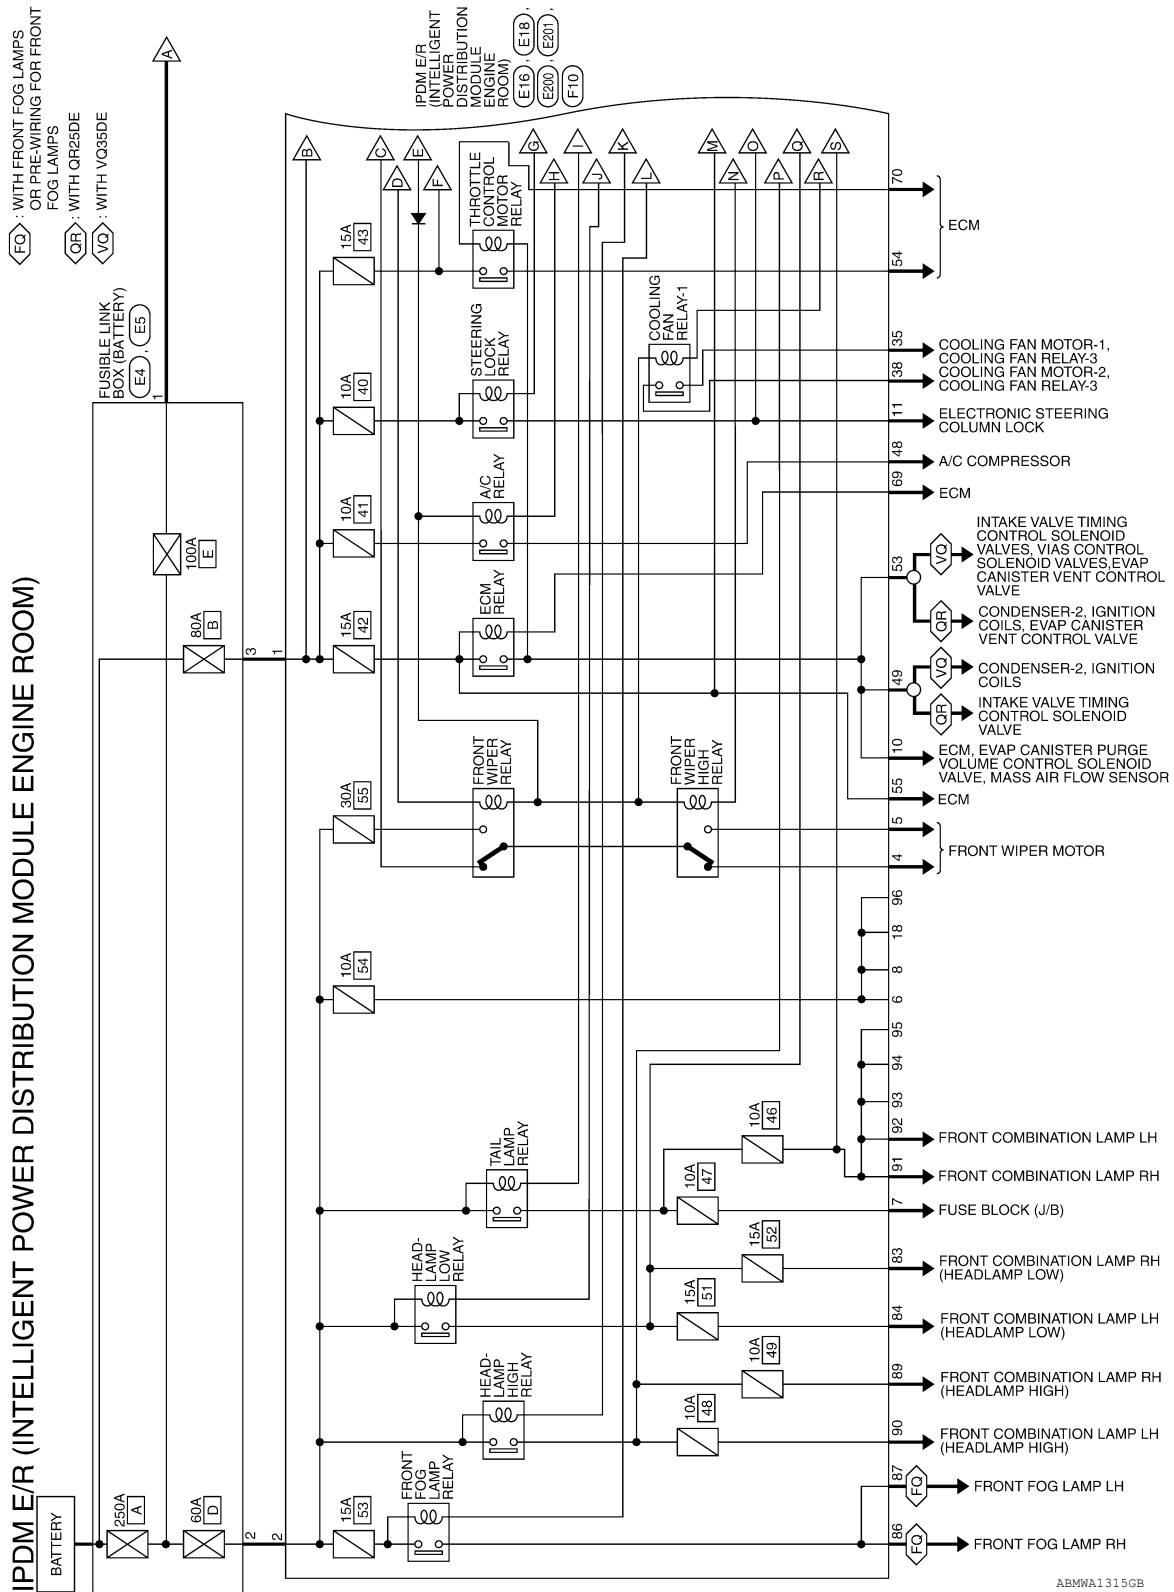 IPDM E/R (INTELLIGENT POWER DISTRIBUTION MODULE ENGINE ROOM)
FQ : WITH FRONT FOG LAMPS
OR PRE-WIRING FOR FRONT
FOG LAMPS
QR : WITH QR25DE
VQ : WITH VQ35DE
BATTERY
250A
A
60A
D
80A
B
100A
E
FUSIBLE LINK
BOX (BATTERY)
E4 , E5
1
A
3
1
2
2
IPDM E/R
(INTELLIGENT
POWER
DISTRIBUTION
MODULE
ENGINE
ROOM)
E16 , E18 ,
E200 , E201 ,
F10
B
C
D
E
F
G
H
I
J
K
L
M
N
O
P
Q
R
S
15A
43
THROTTLE
CONTROL
MOTOR
RELAY
10A
40
STEERING
LOCK
RELAY
COOLING
FAN
RELAY-1
10A
41
A/C
RELAY
15A
42
ECM
RELAY
30A
55
FRONT
WIPER
RELAY
FRONT
WIPER
HIGH
RELAY
10A
54
TAIL
LAMP
RELAY
10A
46
10A
47
HEAD-
LAMP
LOW
RELAY
15A
52
15A
51
HEAD-
LAMP
HIGH
RELAY
10A
49
10A
48
15A
53
FRONT
FOG
LAMP
RELAY
70
54
ECM
35
COOLING FAN MOTOR-1,
COOLING FAN RELAY-3
38
COOLING FAN MOTOR-2,
COOLING FAN RELAY-3
11
ELECTRONIC STEERING
COLUMN LOCK
48
A/C COMPRESSOR
69
ECM
53
VQ
INTAKE VALVE TIMING
CONTROL SOLENOID
VALVES, VIAS CONTROL
SOLENOID VALVES,EVAP
CANISTER VENT CONTROL
VALVE
QR
CONDENSER-2, IGNITION
COILS, EVAP CANISTER
VENT CONTROL VALVE
49
VQ
CONDENSER-2, IGNITION
COILS
QR
INTAKE VALVE TIMING
CONTROL SOLENOID
VALVE
10
ECM, EVAP CANISTER PURGE
VOLUME CONTROL SOLENOID
VALVE, MASS AIR FLOW SENSOR
55
ECM
5
4
FRONT WIPER MOTOR
96
18
8
6
95
94
93
92
FRONT COMBINATION LAMP LH
91
FRONT COMBINATION LAMP RH
7
FUSE BLOCK (J/B)
83
FRONT COMBINATION LAMP RH
(HEADLAMP LOW)
84
FRONT COMBINATION LAMP LH
(HEADLAMP LOW)
89
FRONT COMBINATION LAMP RH
(HEADLAMP HIGH)
90
FRONT COMBINATION LAMP LH
(HEADLAMP HIGH)
87
FQ
FRONT FOG LAMP LH
86
FQ
FRONT FOG LAMP RH
ABMWA1315GB